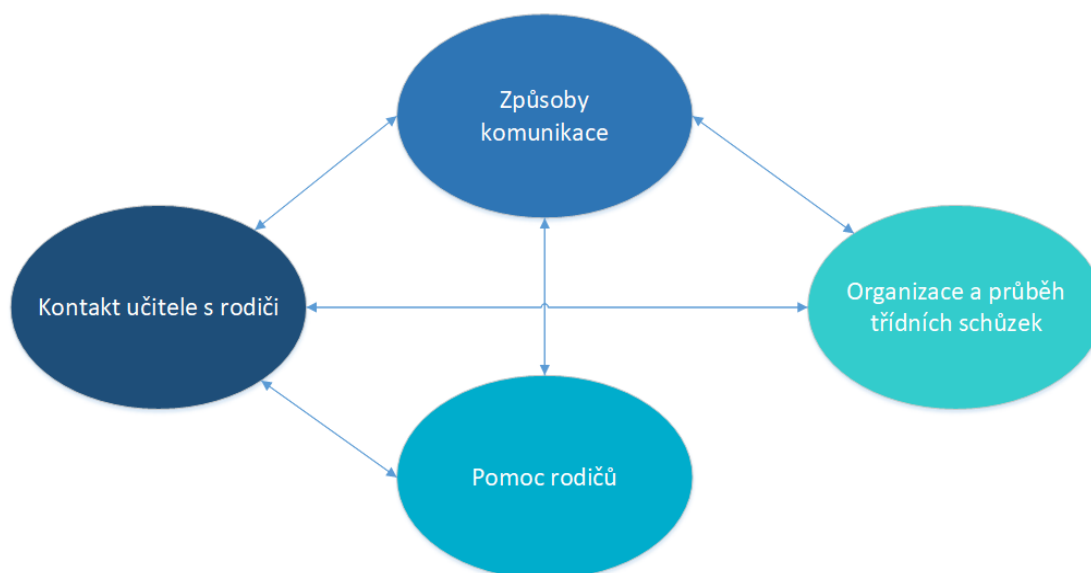 Způsoby
komunikace
Kontakt učitele s rodiči
Organizace a průběh
třídních schůzek
Pomoc rodičů